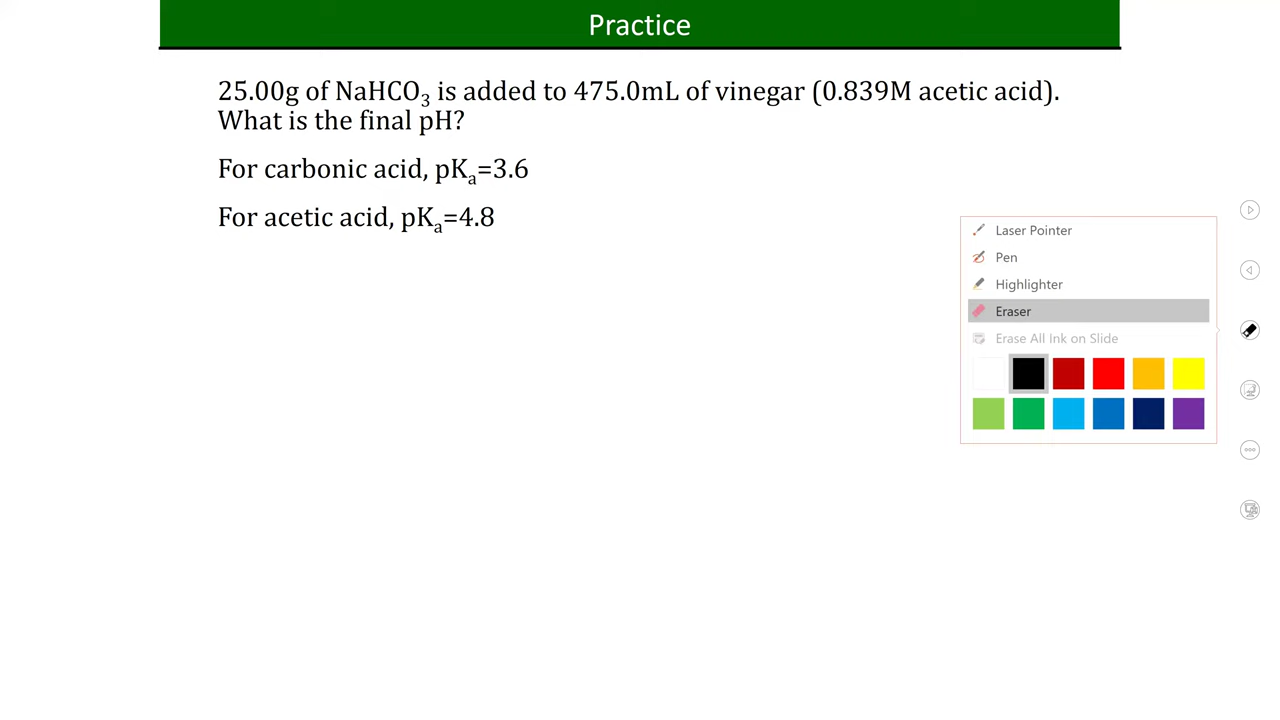 Practice
25.00g of NaHCO₃ is added to 475.0mL of vinegar (0.839M acetic acid).
What is the final pH?
For carbonic acid, pKₐ=3.6
For acetic acid, pKₐ=4.8
Laser Pointer
Pen
Highlighter
Eraser
Erase All Ink on Slide